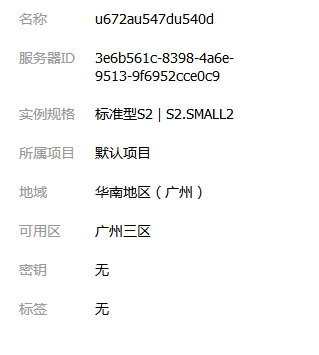 名称 u672au547du540d
服务器ID 3e6b561c-8398-4a6e-
9513-9f6952cce0c9
实例规格 标准型S2 | S2.SMALL2
所属项目 默认项目
地域 华南地区（广州）
可用区 广州三区
密钥 无
标签 无